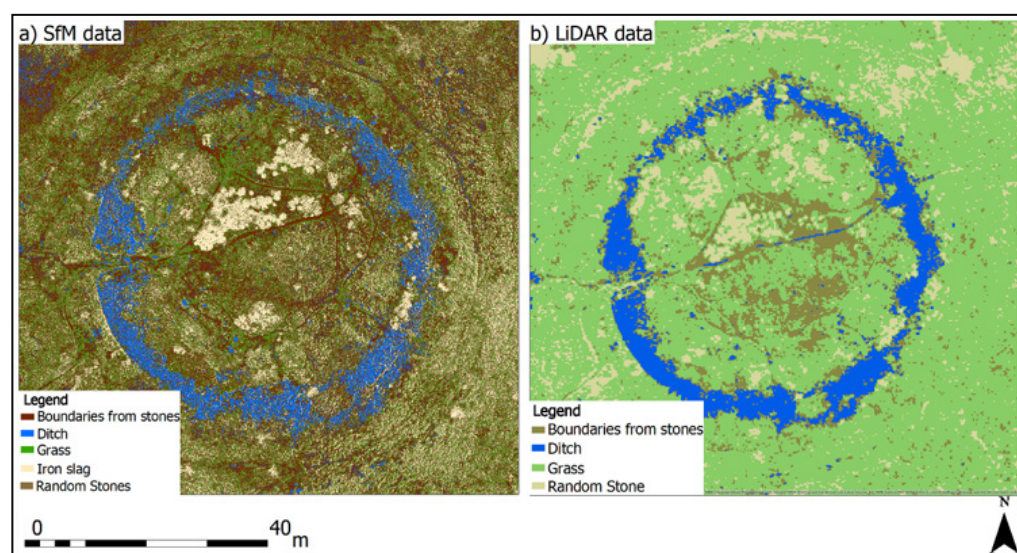 a) SfM data
Legend
Boundaries from stones
Ditch
Grass
Iron slag
Random Stones
b) LiDAR data
Legend
Boundaries from stones
Ditch
Grass
Random Stone
0 40 m
N